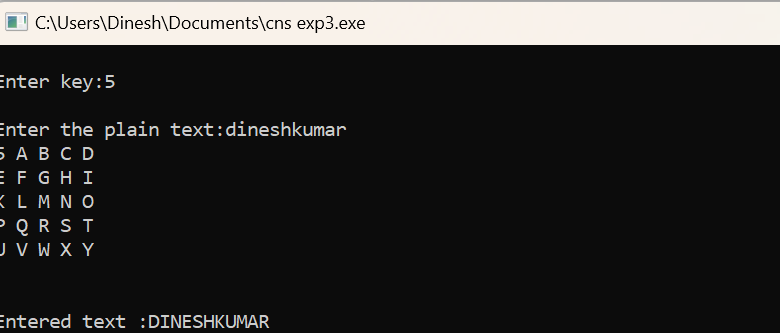 C:\Users\Dinesh\Documents\cns exp3.exe
Enter key:5
Enter the plain text:dineshkumar
5 A B C D
E F G H I
K L M N O
P Q R S T
U V W X Y
Entered text :DINESHKUMAR